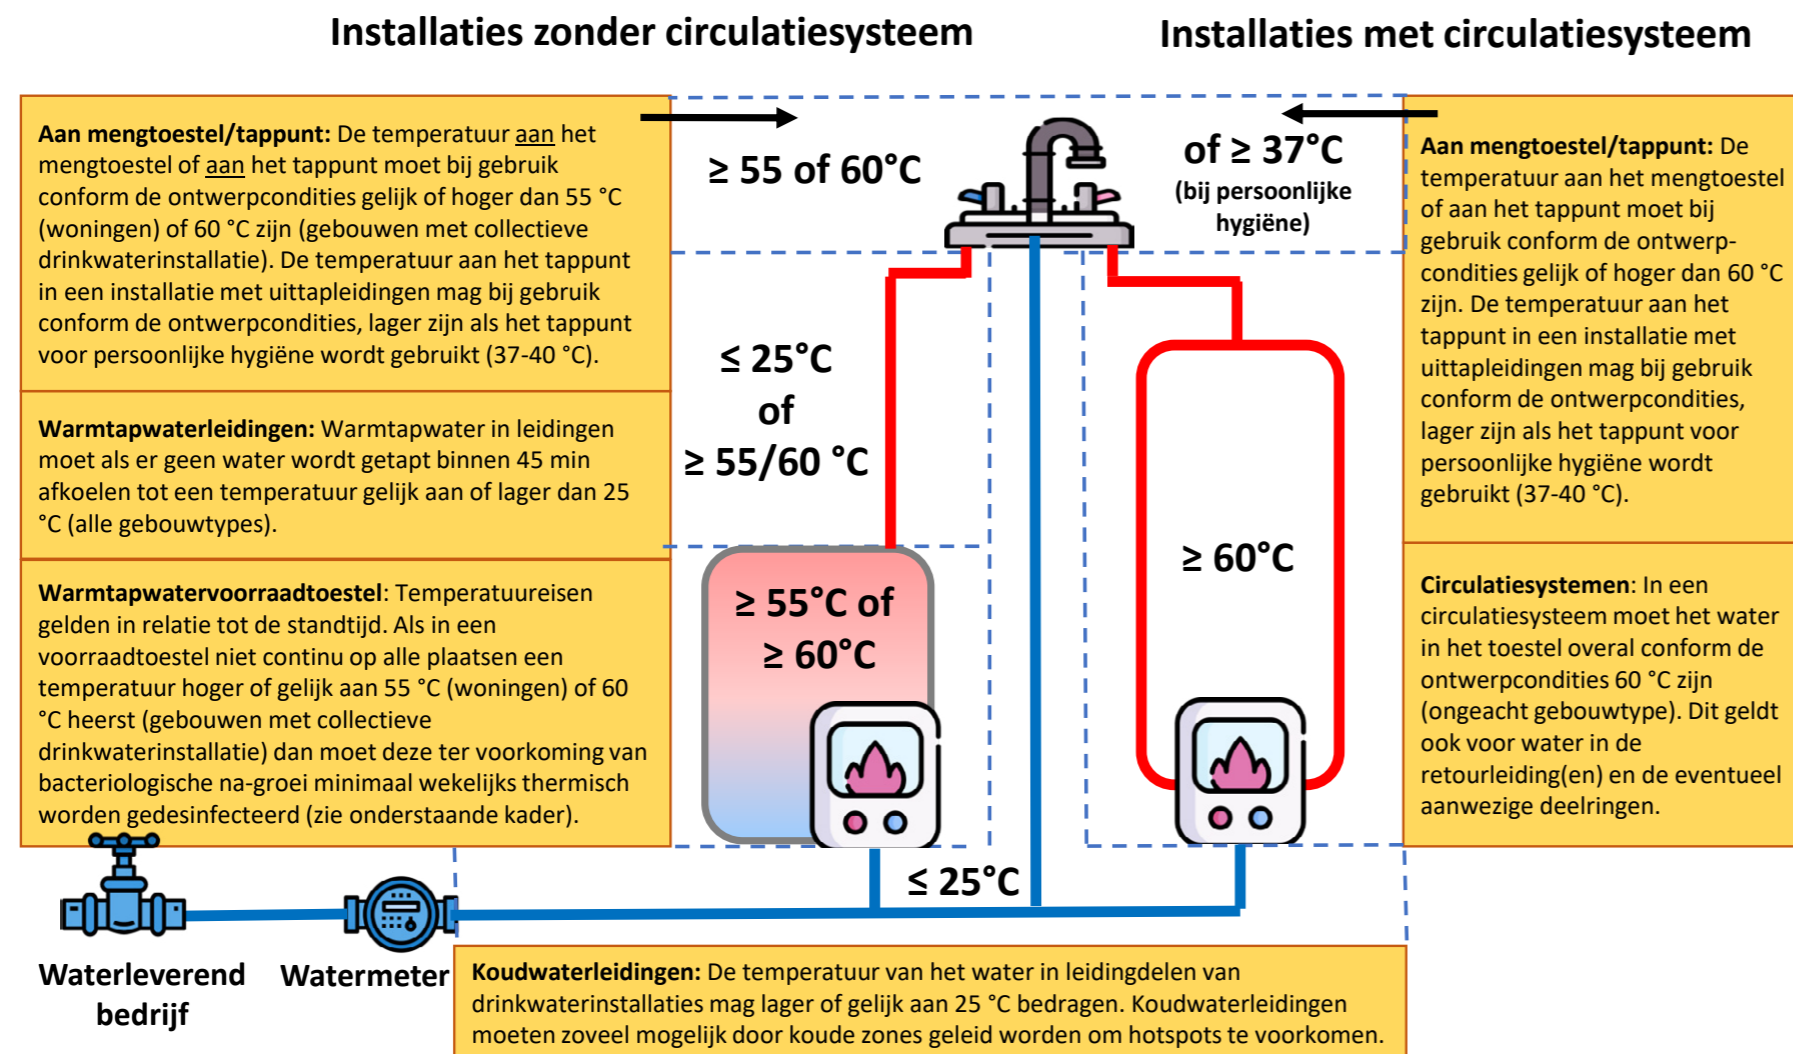 Installaties zonder circulatiesysteem
Installaties met circulatiesysteem
Aan mengtoestel/tappunt: De temperatuur aan het
mengtoestel of aan het tappunt moet bij gebruik
conform de ontwerpcondities gelijk of hoger dan 55 °C
(woningen) of 60 °C zijn (gebouwen met collectieve
drinkwaterinstallatie). De temperatuur aan het tappunt
in een installatie met uittapleidingen mag bij gebruik
conform de ontwerpcondities, lager zijn als het tappunt
voor persoonlijke hygiëne wordt gebruikt (37-40 °C).
Warmtapwaterleidingen: Warmtapwater in leidingen
moet als er geen water wordt getapt binnen 45 min
afkoelen tot een temperatuur gelijk aan of lager dan 25
°C (alle gebouwtypes).
Warmtapwatervoorraadtoestel: Temperatuureisen
gelden in relatie tot de standtijd. Als in een
voorraadtoestel niet continu op alle plaatsen een
temperatuur hoger of gelijk aan 55 °C (woningen) of 60
°C heerst (gebouwen met collectieve
drinkwaterinstallatie) dan moet deze ter voorkoming van
bacteriologische na-groei minimaal wekelijks thermisch
worden gedesinfecteerd (zie onderstaande kader).
≥ 55 of 60°C
of ≥ 37°C
(bij persoonlijke
hygiëne)
≤ 25°C
of
≥ 55/60 °C
≥ 55°C of
≥ 60°C
≥ 60°C
≤ 25°C
Aan mengtoestel/tappunt: De
temperatuur aan het mengtoestel
of aan het tappunt moet bij
gebruik conform de ontwerp-
condities gelijk of hoger dan 60 °C
zijn. De temperatuur aan het
tappunt in een installatie met
uittapleidingen mag bij gebruik
conform de ontwerpcondities,
lager zijn als het tappunt voor
persoonlijke hygiëne wordt
gebruikt (37-40 °C).
Circulatiesystemen: In een
circulatiesysteem moet het water
in het toestel overal conform de
ontwerpcondities 60 °C zijn
(ongeacht gebouwtype). Dit geldt
ook voor water in de
retourleiding(en) en de eventueel
aanwezige deelringen.
Waterleverend
bedrijf
Watermeter
Koudwaterleidingen: De temperatuur van het water in leidingdelen van
drinkwaterinstallaties mag lager of gelijk aan 25 °C bedragen. Koudwaterleidingen
moeten zoveel mogelijk door koude zones geleid worden om hotspots te voorkomen.